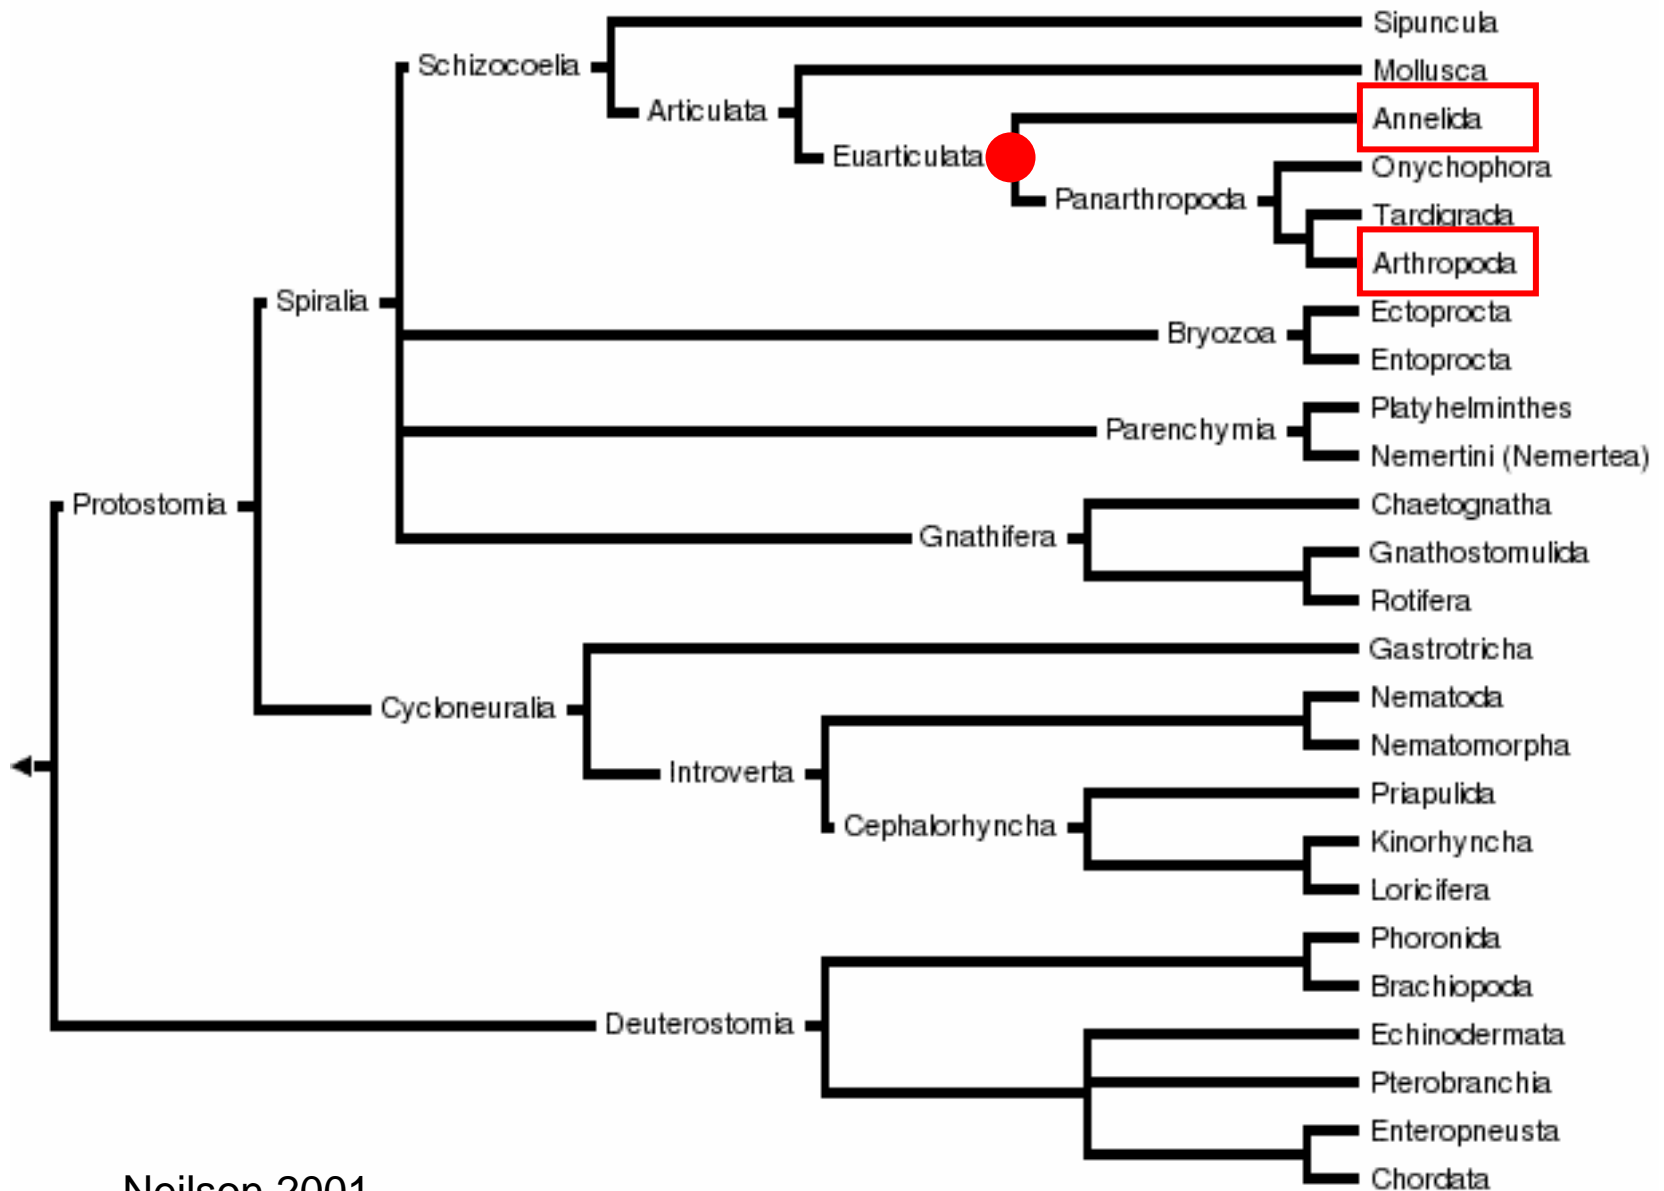 Sipuncula
Schizocoelia
Mollusca
Articulata
Annelida
Euarticulata
Onychophora
Panarthropoda
Tardigrada
Arthropoda
Spiralia
Ectoprocta
Bryozoa
Entoprocta
Platyhelminthes
Parenchymia
Nemertini (Nemertea)
Protostomia
Chaetognatha
Gnathifera
Gnathostomulida
Rotifera
Gastrotricha
Nematoda
Cycloneuralia
Nematomorpha
Introverta
Priapulida
Cephalorhyncha
Kinorhyncha
Loricifera
Phoronida
Brachiopoda
Deuterostomia
Echinodermata
Pterobranchia
Enteropneusta
Chordata
Neilson 2001